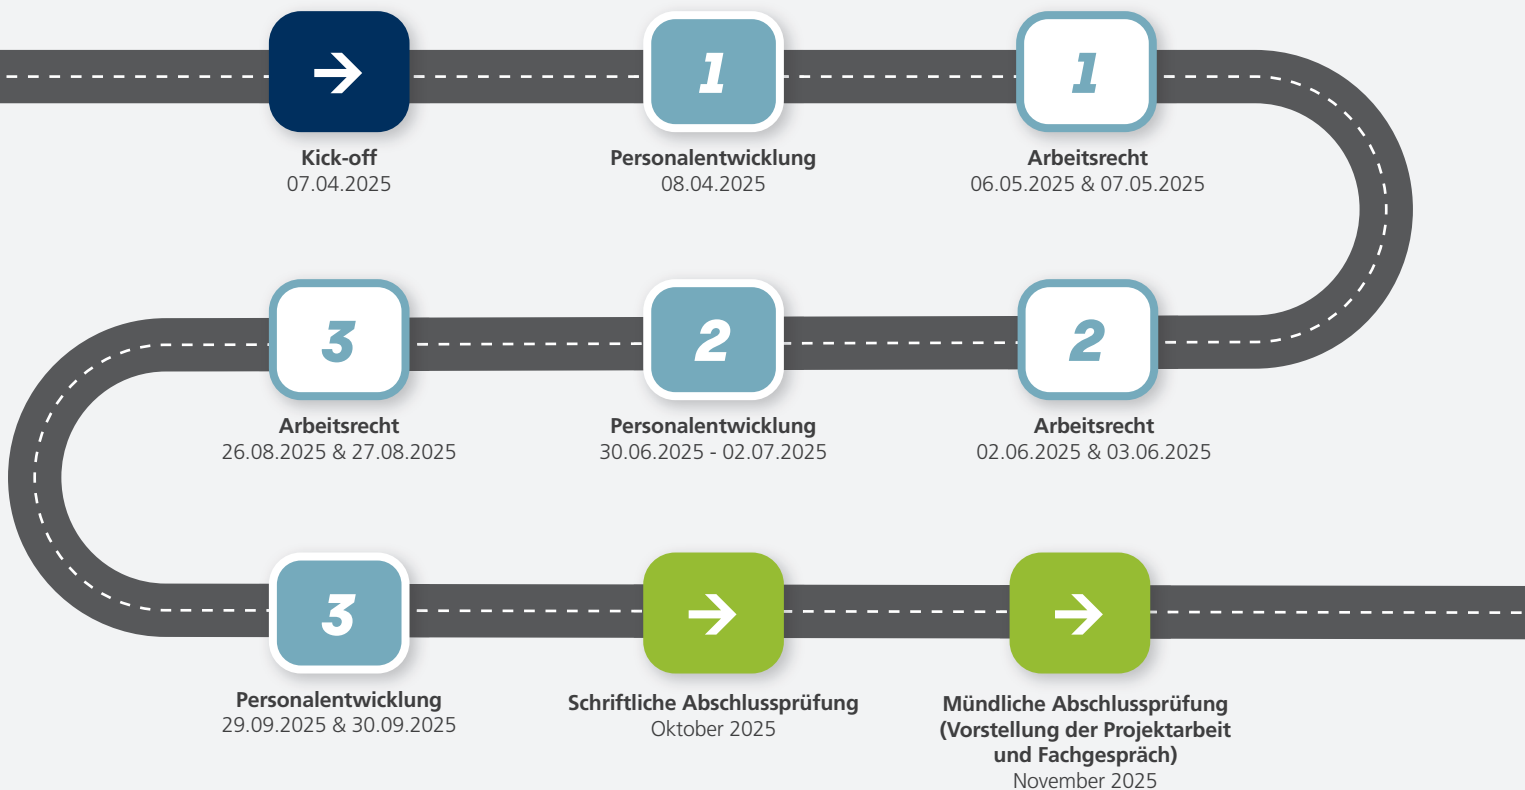 1
1
Kick-off
07.04.2025
Personalentwicklung
08.04.2025
Arbeitsrecht
06.05.2025 & 07.05.2025
3
2
2
Arbeitsrecht
26.08.2025 & 27.08.2025
Personalentwicklung
30.06.2025 - 02.07.2025
Arbeitsrecht
02.06.2025 & 03.06.2025
3
Personalentwicklung
29.09.2025 & 30.09.2025
Schriftliche Abschlussprüfung
Oktober 2025
Mündliche Abschlussprüfung
(Vorstellung der Projektarbeit
und Fachgespräch)
November 2025